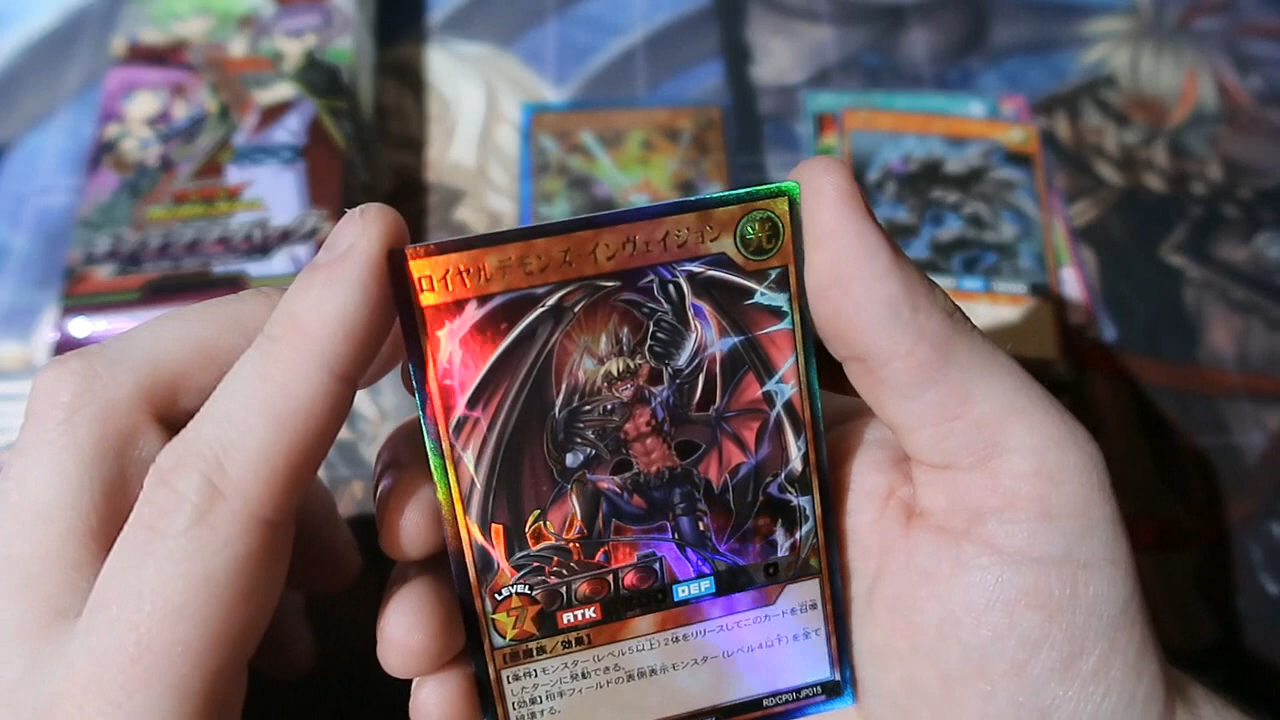 ロイヤルデモンズ・インヴェイジョン
光
LEVEL
7
ATK
DEF
【悪魔族/効果】
【条件】モンスター(レベル5以上)2体をリリースしてこのカードを召喚
したターンに発動できる。
【効果】相手フィールドの表側表示モンスター(レベル4以下)を全て
破壊する。
RD/CP01-JP015